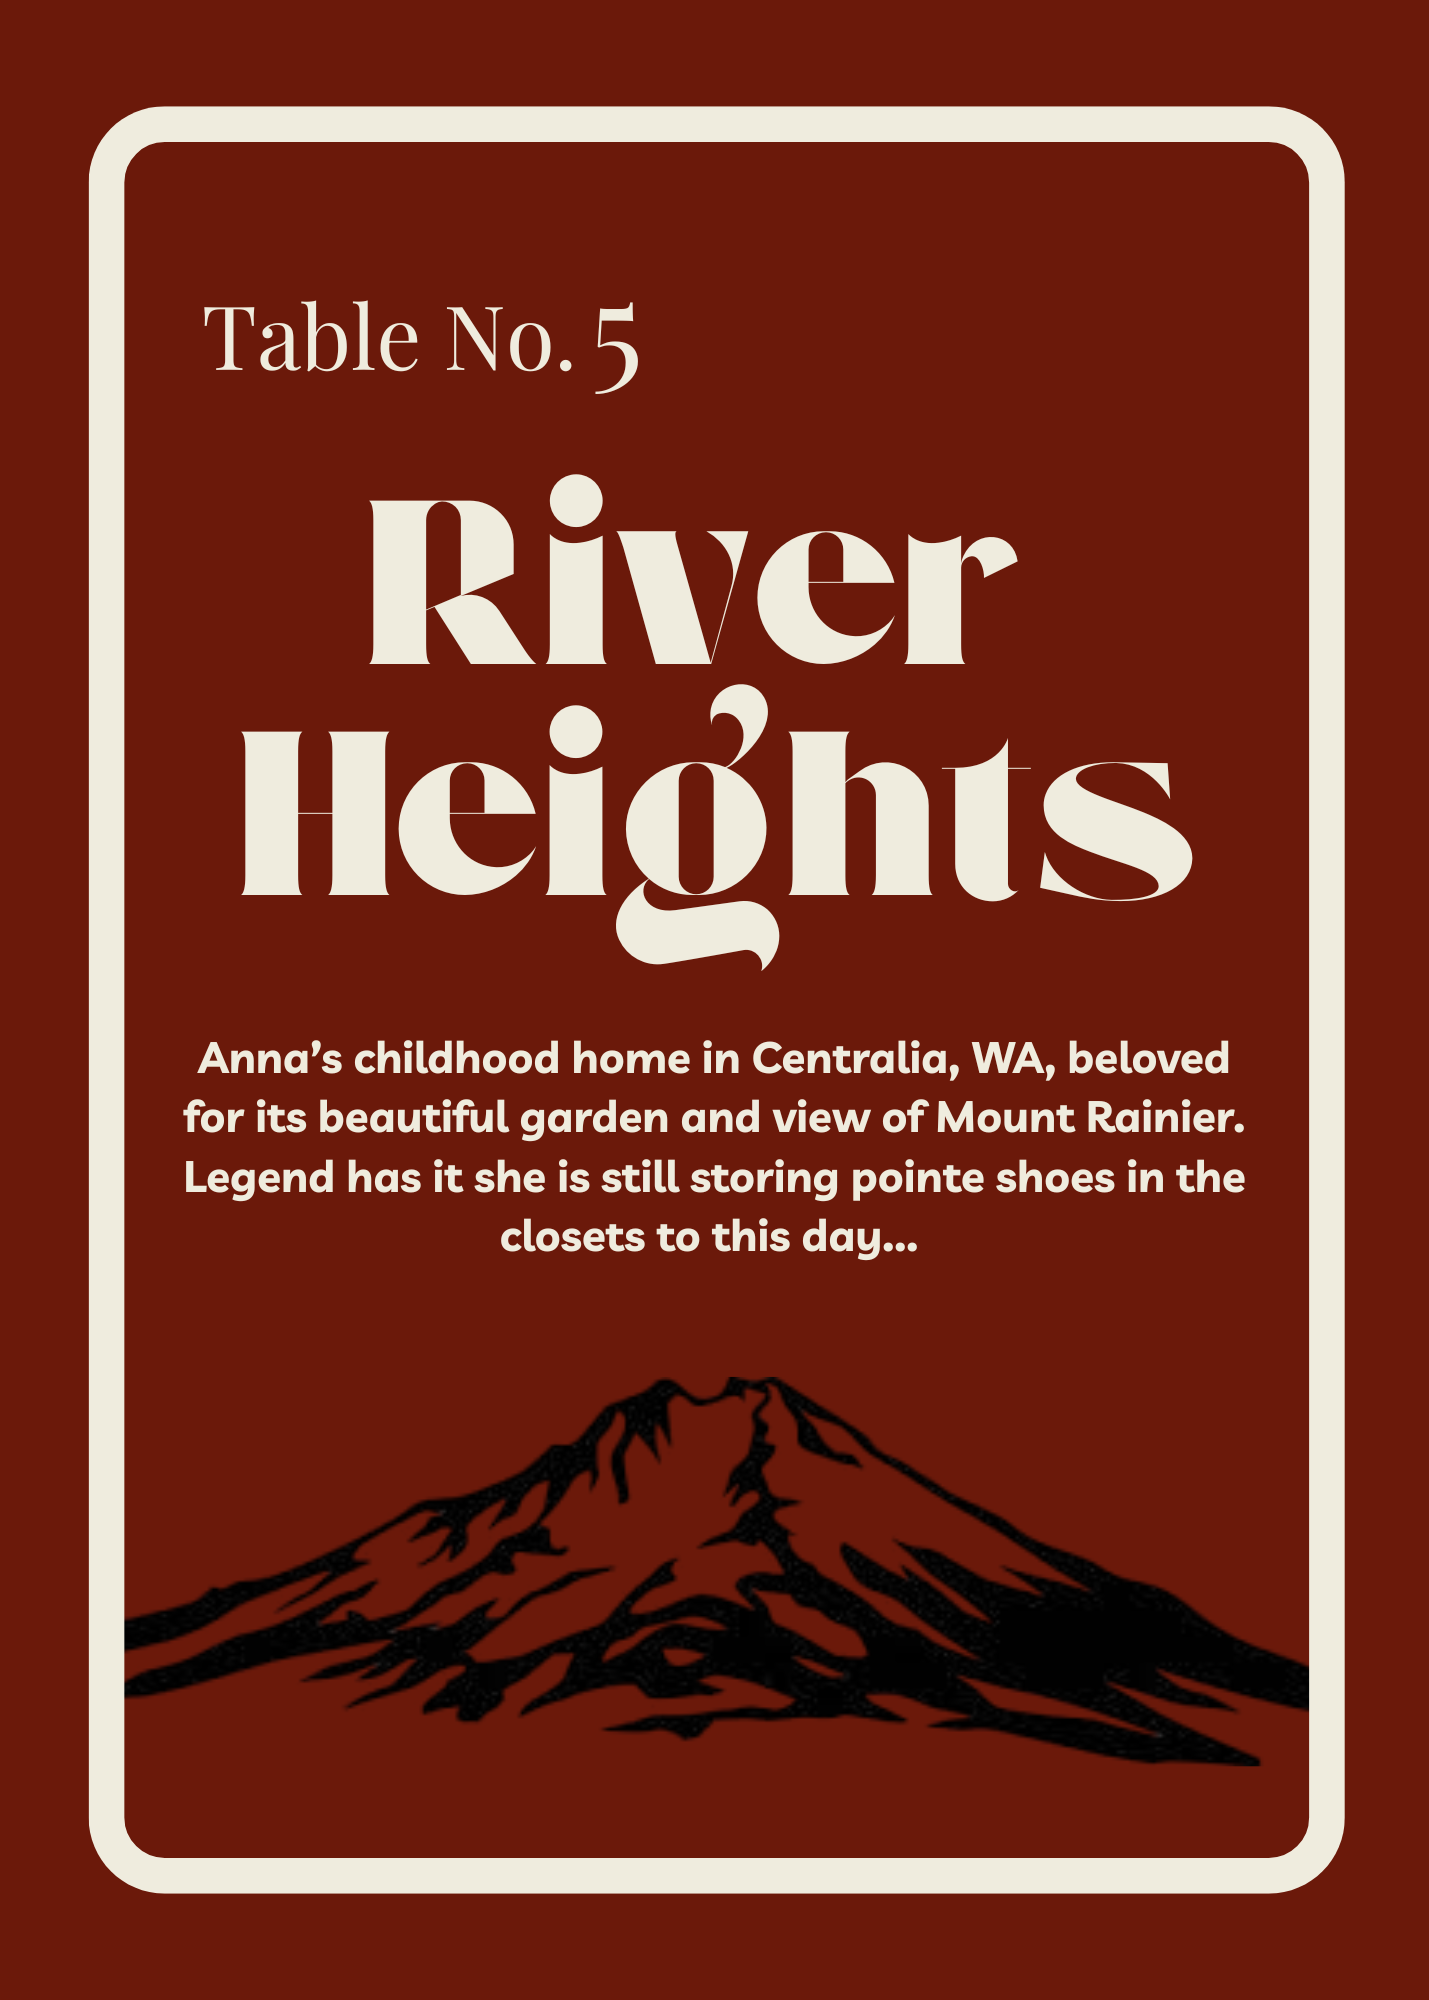 Table No. 5
River
Heights
Anna’s childhood home in Centralia, WA, beloved
for its beautiful garden and view of Mount Rainier.
Legend has it she is still storing pointe shoes in the
closets to this day...